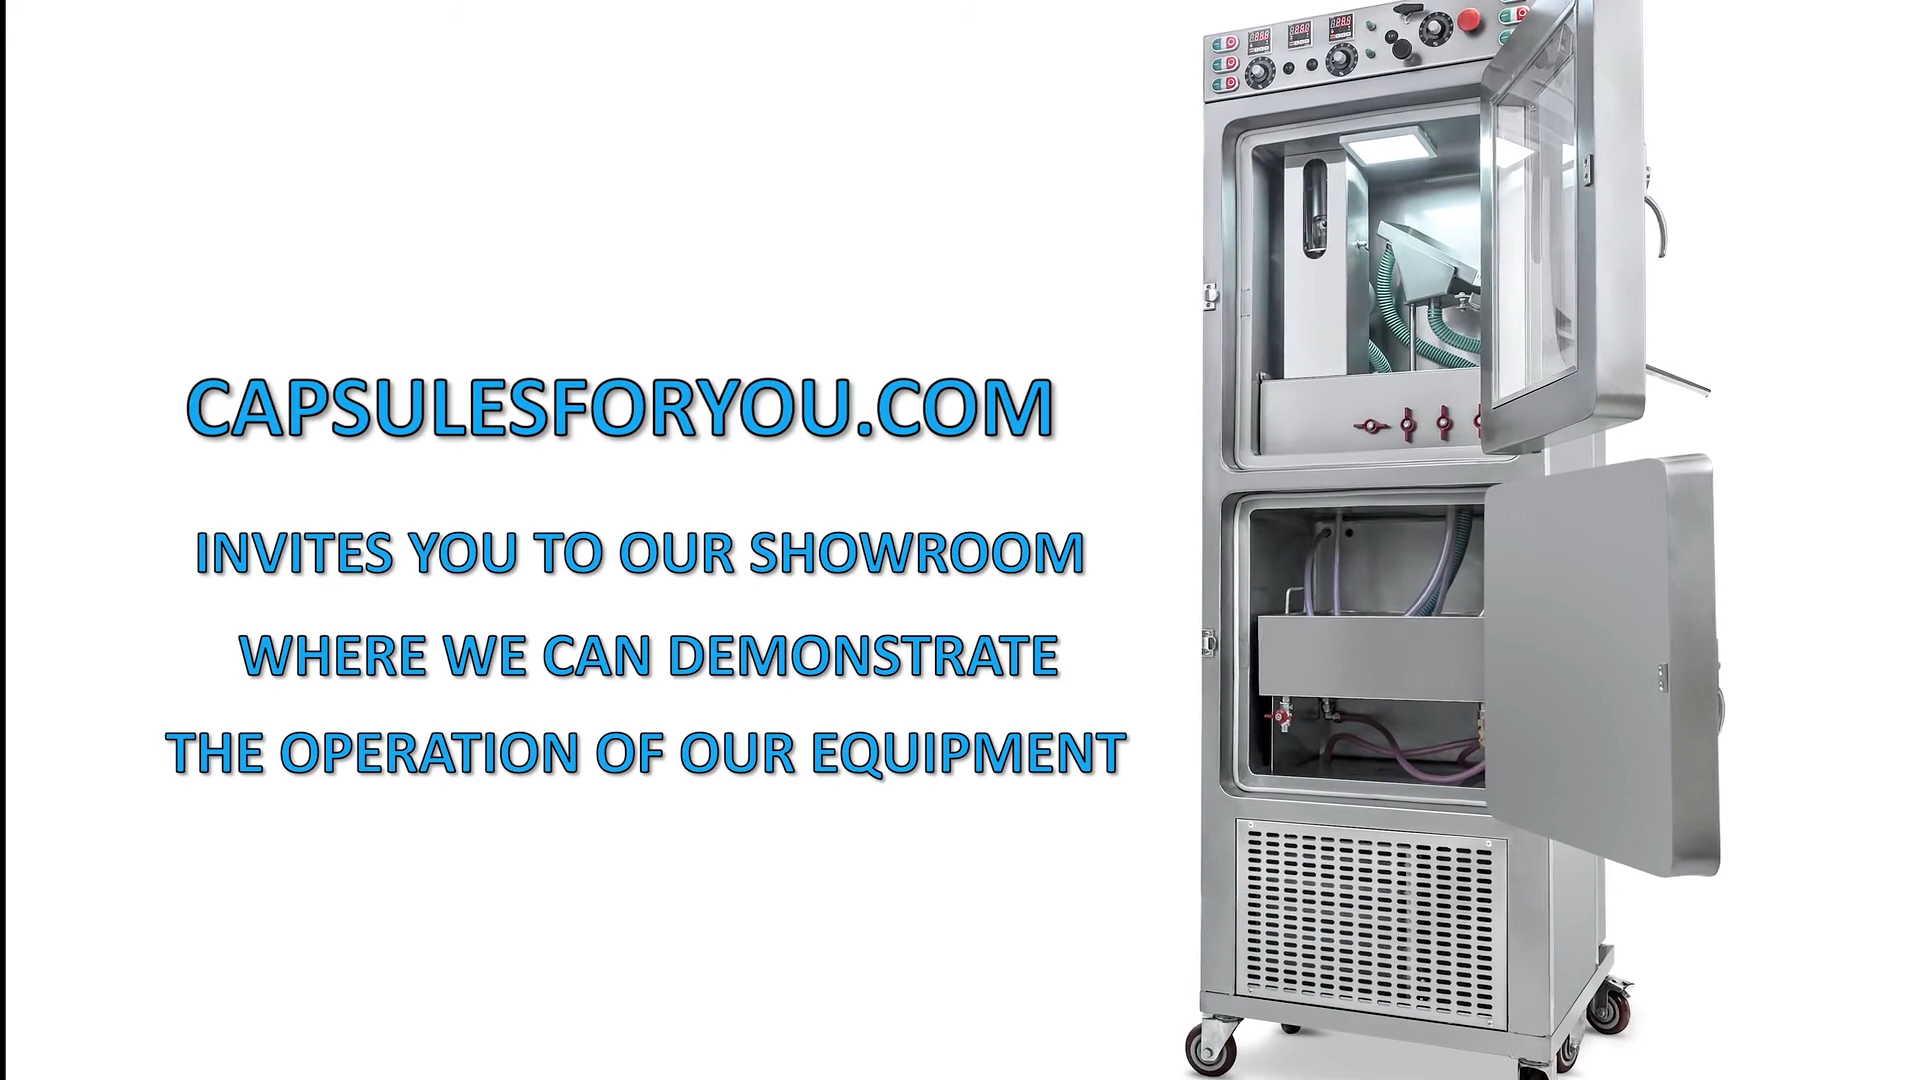 CAPSULESFORYOU.COM
INVITES YOU TO OUR SHOWROOM
WHERE WE CAN DEMONSTRATE
THE OPERATION OF OUR EQUIPMENT